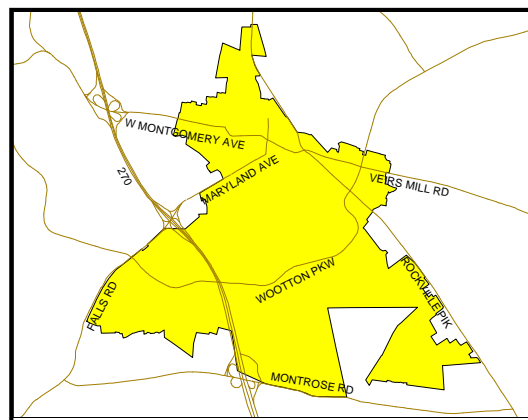 W MONTGOMERY AVE
270
MARYLAND AVE
VEIRS MILL RD
WOOTTON PKW
ROCKVILLE PIK
FALLS RD
MONTROSE RD